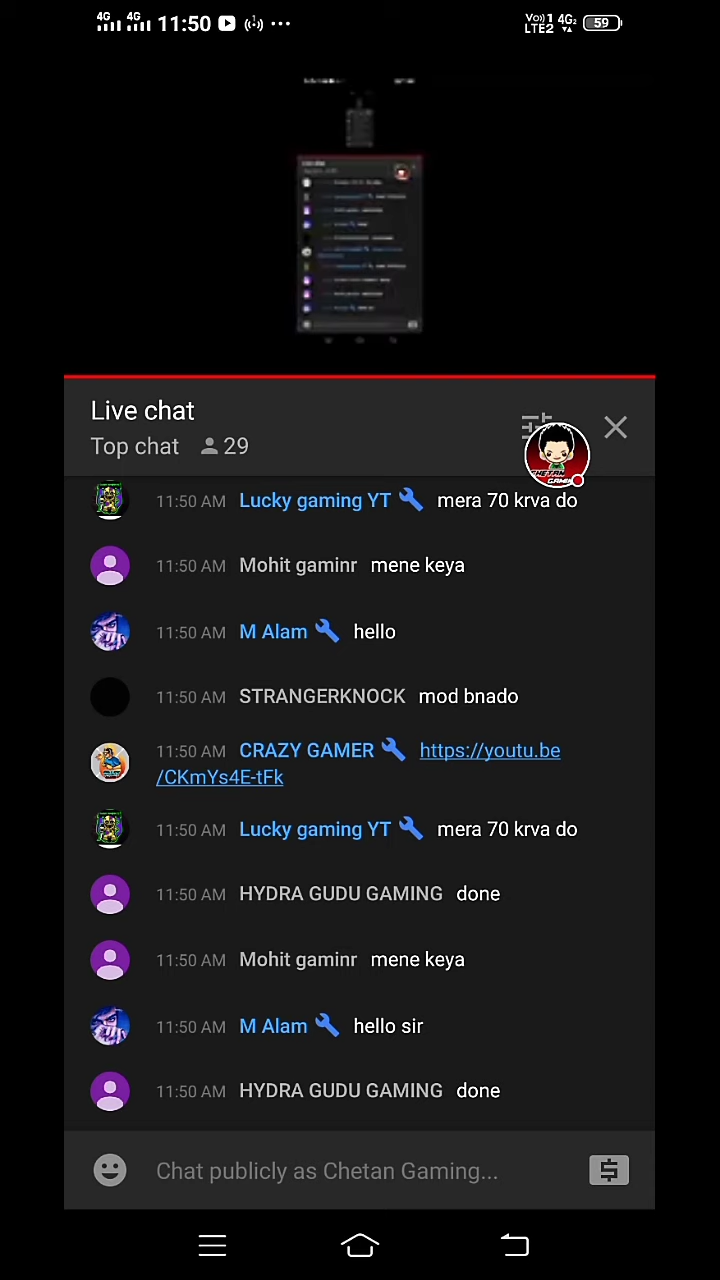 4G 4G 11:50 Vo)) 1 4G2 59
LTE2
Live chat
Top chat 29
CHETAN
GAMING
11:50 AM Lucky gaming YT mera 70 krva do
11:50 AM Mohit gaminr mene keya
11:50 AM M Alam hello
11:50 AM STRANGERKNOCK mod bnado
11:50 AM CRAZY GAMER https://youtu.be
/CKmYs4E-tFk
11:50 AM Lucky gaming YT mera 70 krva do
11:50 AM HYDRA GUDU GAMING done
11:50 AM Mohit gaminr mene keya
11:50 AM M Alam hello sir
11:50 AM HYDRA GUDU GAMING done
Chat publicly as Chetan Gaming...